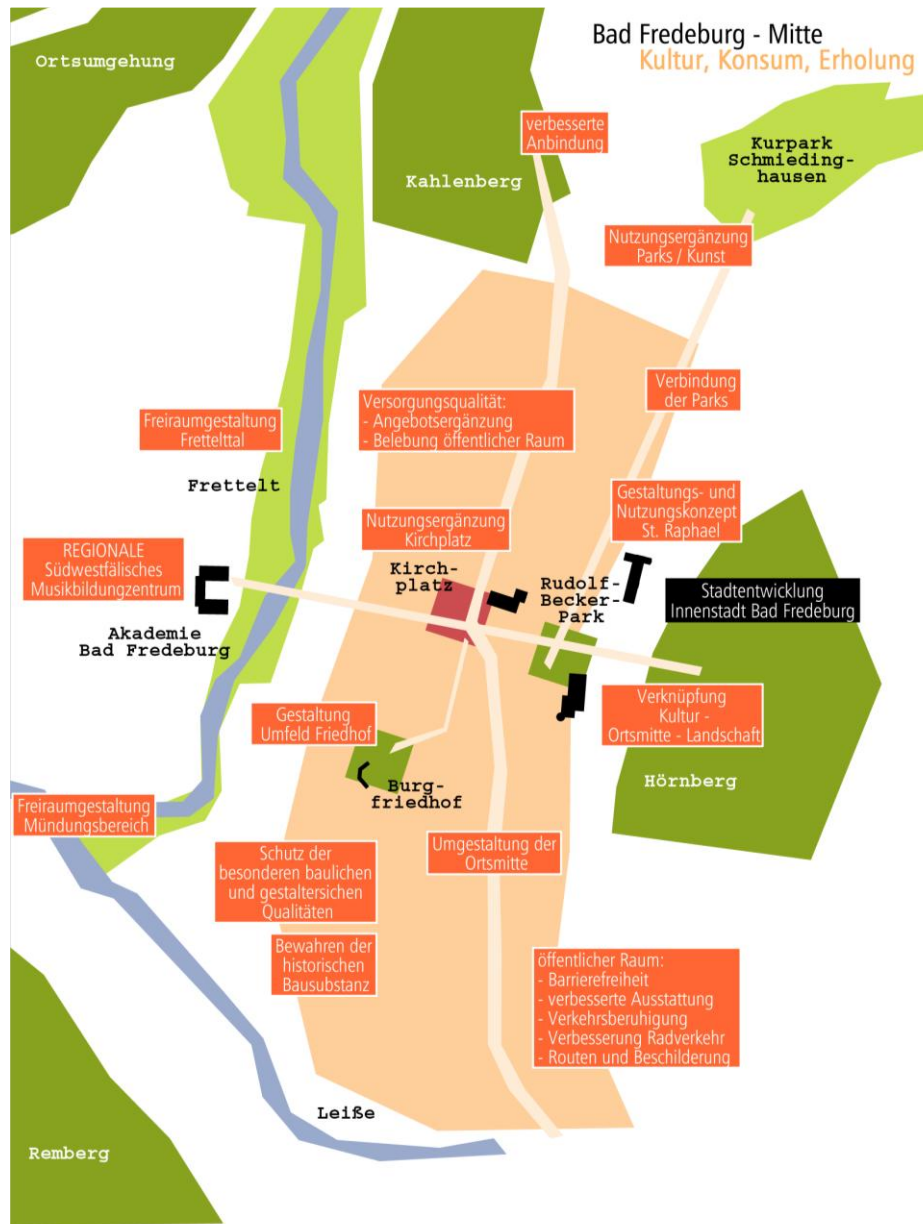 Bad Fredeburg - Mitte
Kultur, Konsum, Erholung
Ortsumgehung
verbesserte
Anbindung
Kurpark
Schmieding-
hausen
Kahlenberg
Nutzungsergänzung
Parks / Kunst
Verbindung
der Parks
Versorgungsqualität:
- Angebotsergänzung
- Belebung öffentlicher Raum
Freiraumgestaltung
Frettelttal
Frettelt
Gestaltungs- und
Nutzungskonzept
St. Raphael
Nutzungsergänzung
Kirchplatz
REGIONALE
Südwestfälisches
Musikbildungzentrum
Kirch-
platz
Rudolf-
Becker-
Park
Stadtentwicklung
Innenstadt Bad Fredeburg
Akademie
Bad Fredeburg
Gestaltung
Umfeld Friedhof
Verknüpfung
Kultur -
Ortsmitte - Landschaft
Hörnberg
Burg-
friedhof
Freiraumgestaltung
Mündungsbereich
Umgestaltung der
Ortsmitte
Schutz der
besonderen baulichen
und gestaltersichen
Qualitäten
Bewahren der
historischen
Bausubstanz
öffentlicher Raum:
- Barrierefreiheit
- verbesserte Ausstattung
- Verkehrsberuhigung
- Verbesserung Radverkehr
- Routen und Beschilderung
Leiße
Remberg